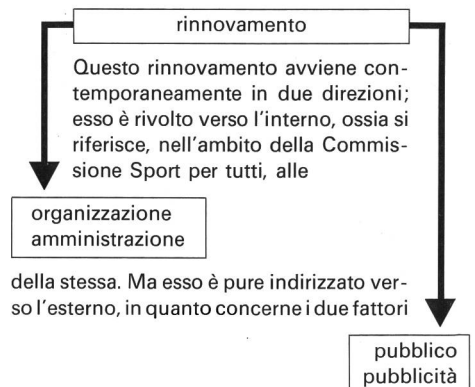 rinnovamento
Questo rinnovamento avviene con-
temporaneamente in due direzioni;
esso è rivolto verso l'interno, ossia si
riferisce, nell'ambito della Commis-
sione Sport per tutti, alle
organizzazione
amministrazione
della stessa. Ma esso è pure indirizzato ver-
so l'esterno, in quanto concerne i due fattori
pubblico
pubblicità